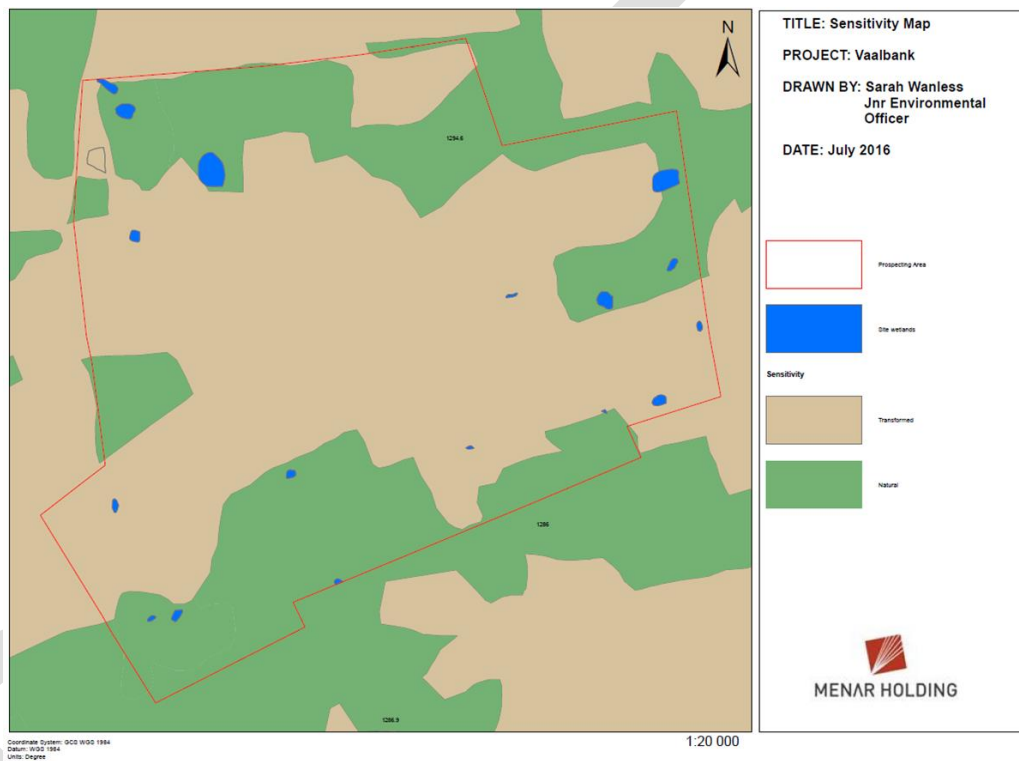 TITLE: Sensitivity Map
PROJECT: Vaalbank
DRAWN BY: Sarah Wanless
Jnr Environmental
Officer
DATE: July 2016
N
1294.6
1286
1286.9
Prospecting Area
Site wetlands
Sensitivity
Transformed
Natural
MENAR HOLDING
1:20 000
Coordinate System: GCS WGS 1984
Datum: WGS 1984
Units: Degree